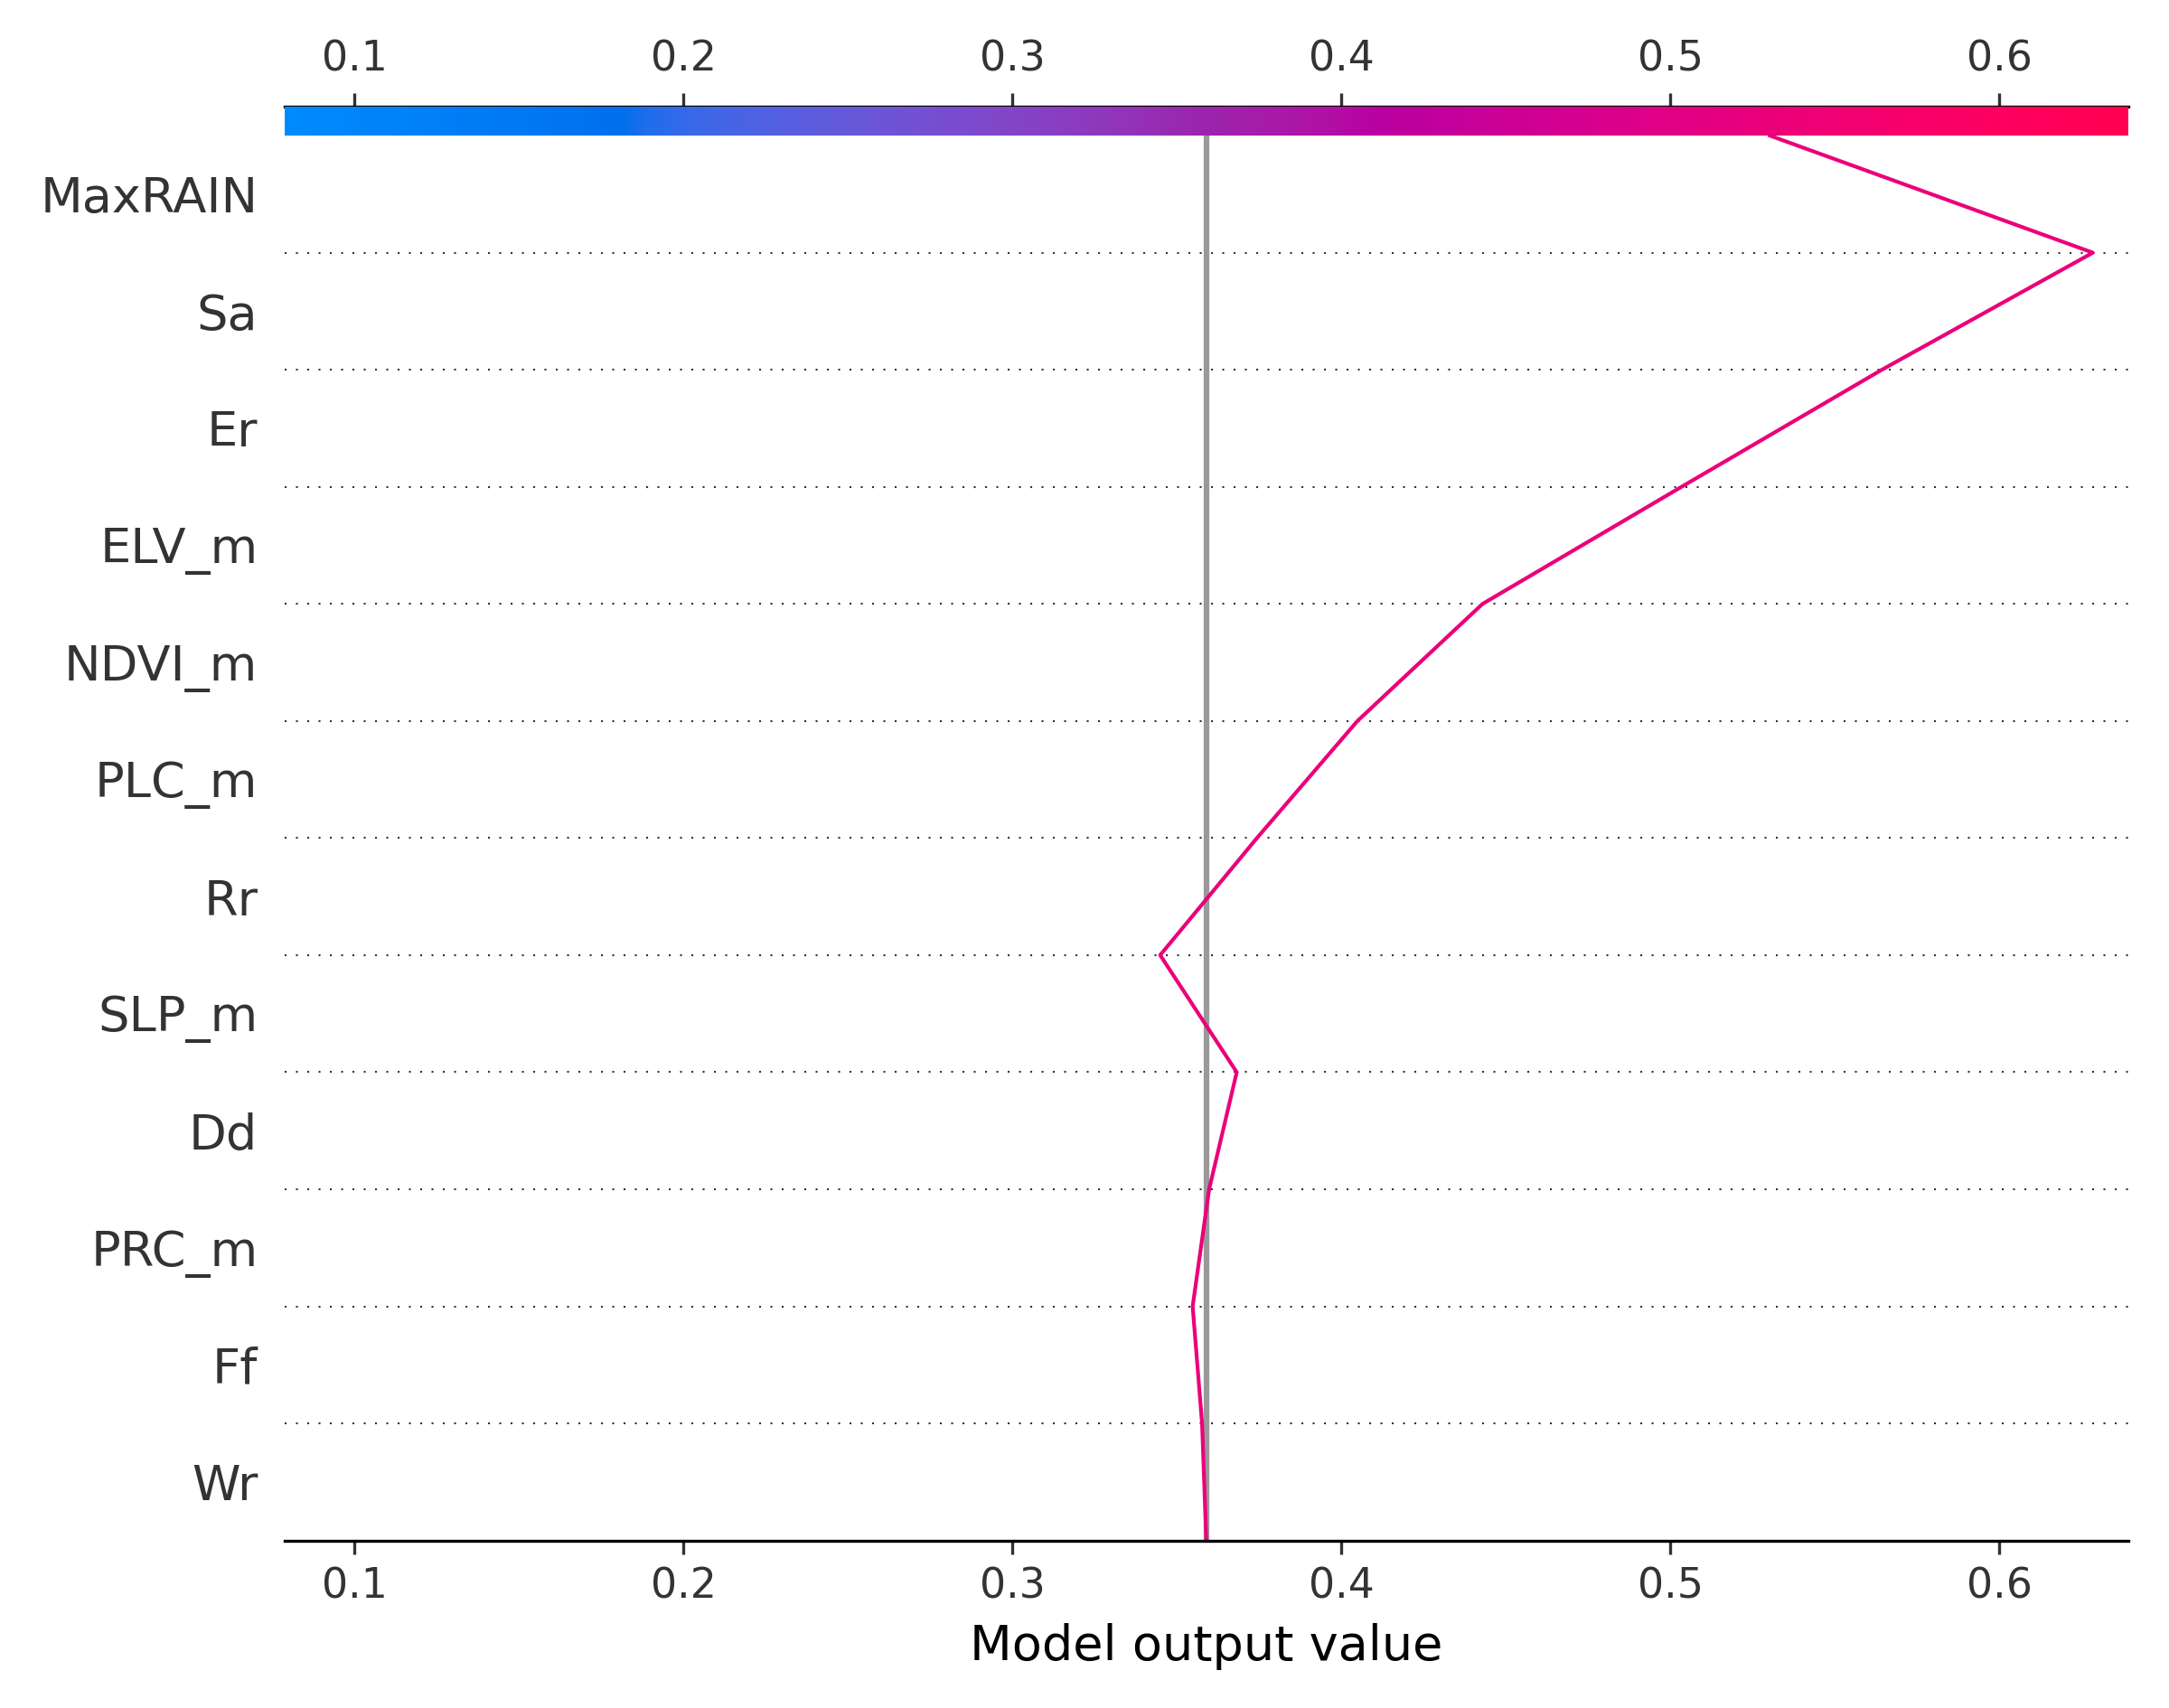 0.1 0.2 0.3 0.4 0.5 0.6
MaxRAIN
Sa
Er
ELV_m
NDVI_m
PLC_m
Rr
SLP_m
Dd
PRC_m
Ff
Wr
0.1 0.2 0.3 0.4 0.5 0.6
Model output value